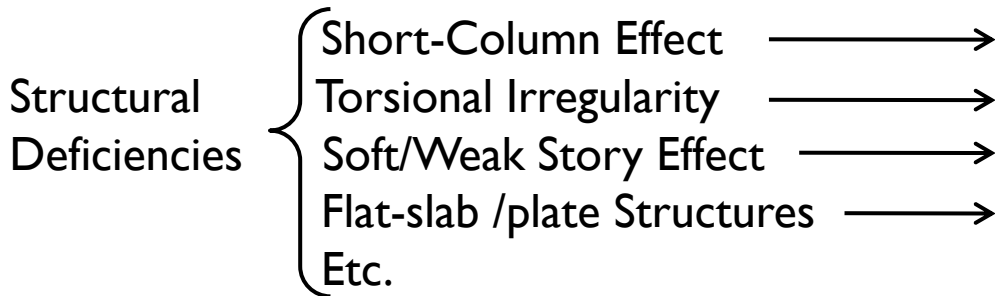 Structural
Deficiencies
Short-Column Effect
Torsional Irregularity
Soft/Weak Story Effect
Flat-slab /plate Structures
Etc.